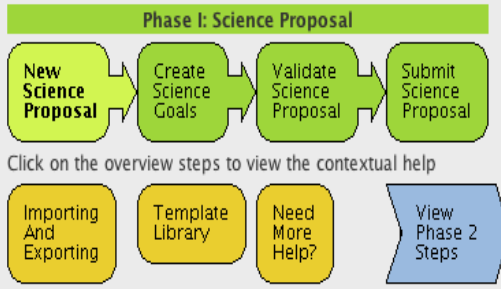 Phase I: Science Proposal
New
Science
Proposal
Create
Science
Goals
Validate
Science
Proposal
Submit
Science
Proposal
Click on the overview steps to view the contextual help
Importing
And
Exporting
Template
Library
Need
More
Help?
View
Phase 2
Steps